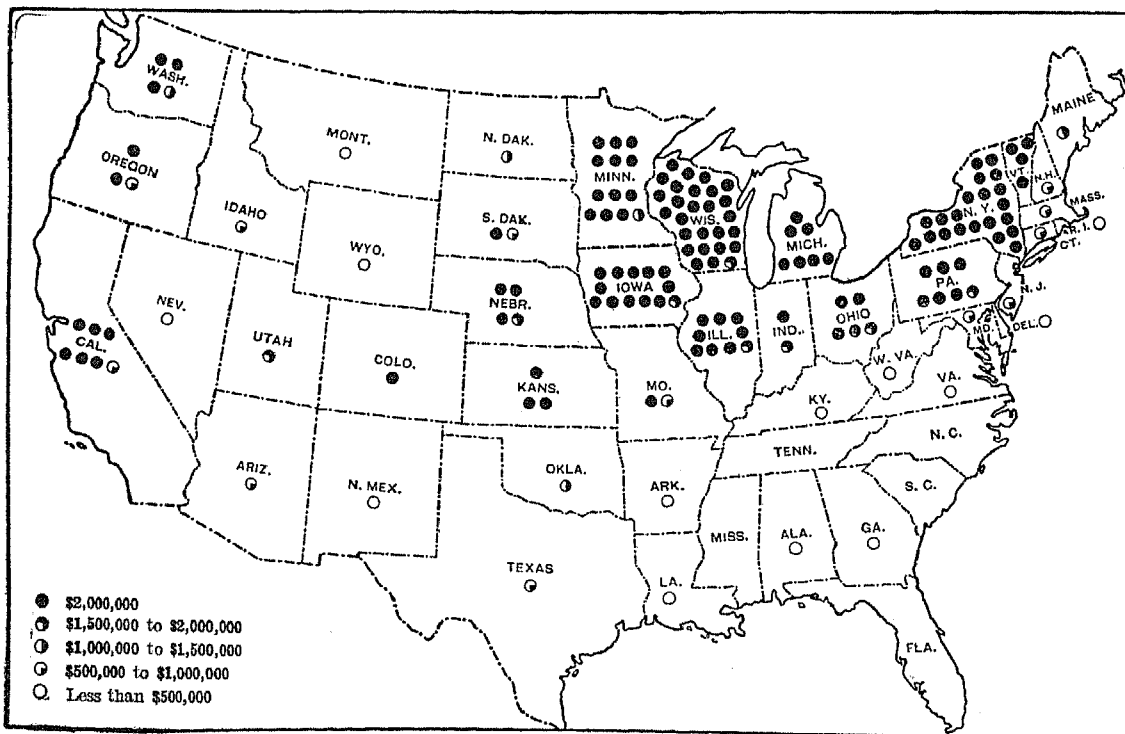 WASH.
MONT.
N. DAK.
MINN.
MAINE
OREGON
IDAHO
S. DAK.
WIS.
MICH.
N. Y.
VT.
N.H.
MASS.
R. I.
CT.
WYO.
NEBR.
IOWA
PA.
N. J.
NEV.
UTAH
COLO.
ILL.
IND.
OHIO
MD.
DEL.
CAL.
KANS.
MO.
W. VA.
VA.
KY.
N. C.
TENN.
ARIZ.
N. MEX.
OKLA.
ARK.
S. C.
MISS.
ALA.
GA.
TEXAS
LA.
FLA.
$2,000,000
$1,500,000 to $2,000,000
$1,000,000 to $1,500,000
$500,000 to $1,000,000
Less than $500,000